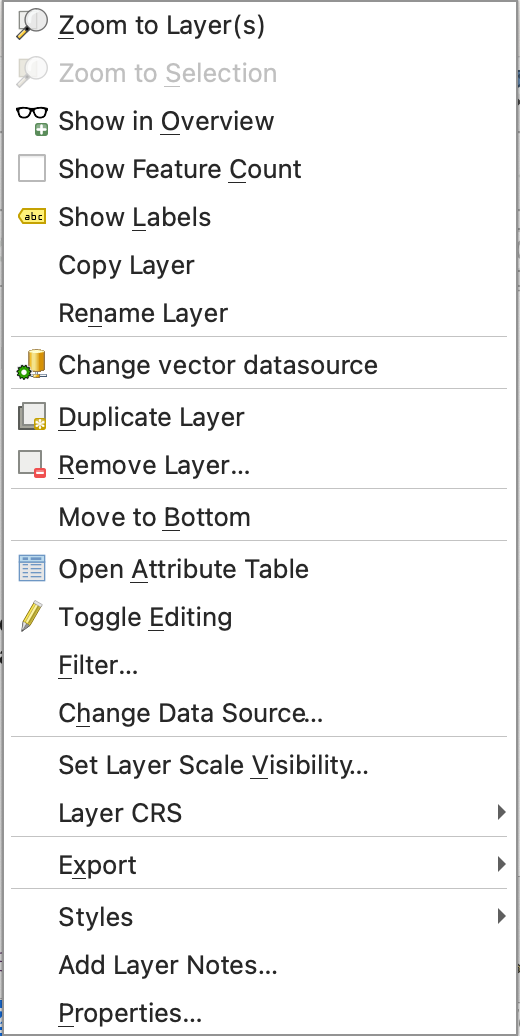 Zoom to Layer(s)
Zoom to Selection
Show in Overview
Show Feature Count
abc Show Labels
Copy Layer
Rename Layer
Change vector datasource
Duplicate Layer
Remove Layer...
Move to Bottom
Open Attribute Table
Toggle Editing
Filter...
Change Data Source...
Set Layer Scale Visibility...
Layer CRS
Export
Styles
Add Layer Notes...
Properties...